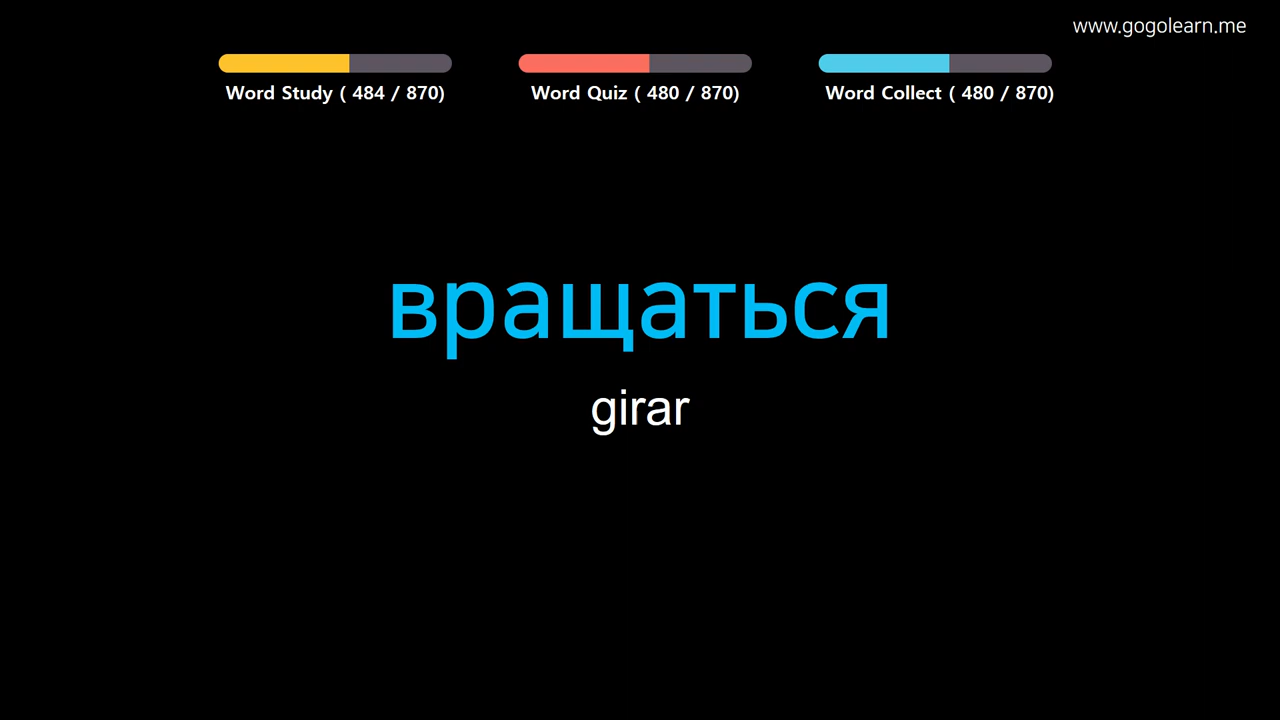 www.gogolearn.me
Word Study ( 484 / 870)
Word Quiz ( 480 / 870)
Word Collect ( 480 / 870)
вращаться
girar